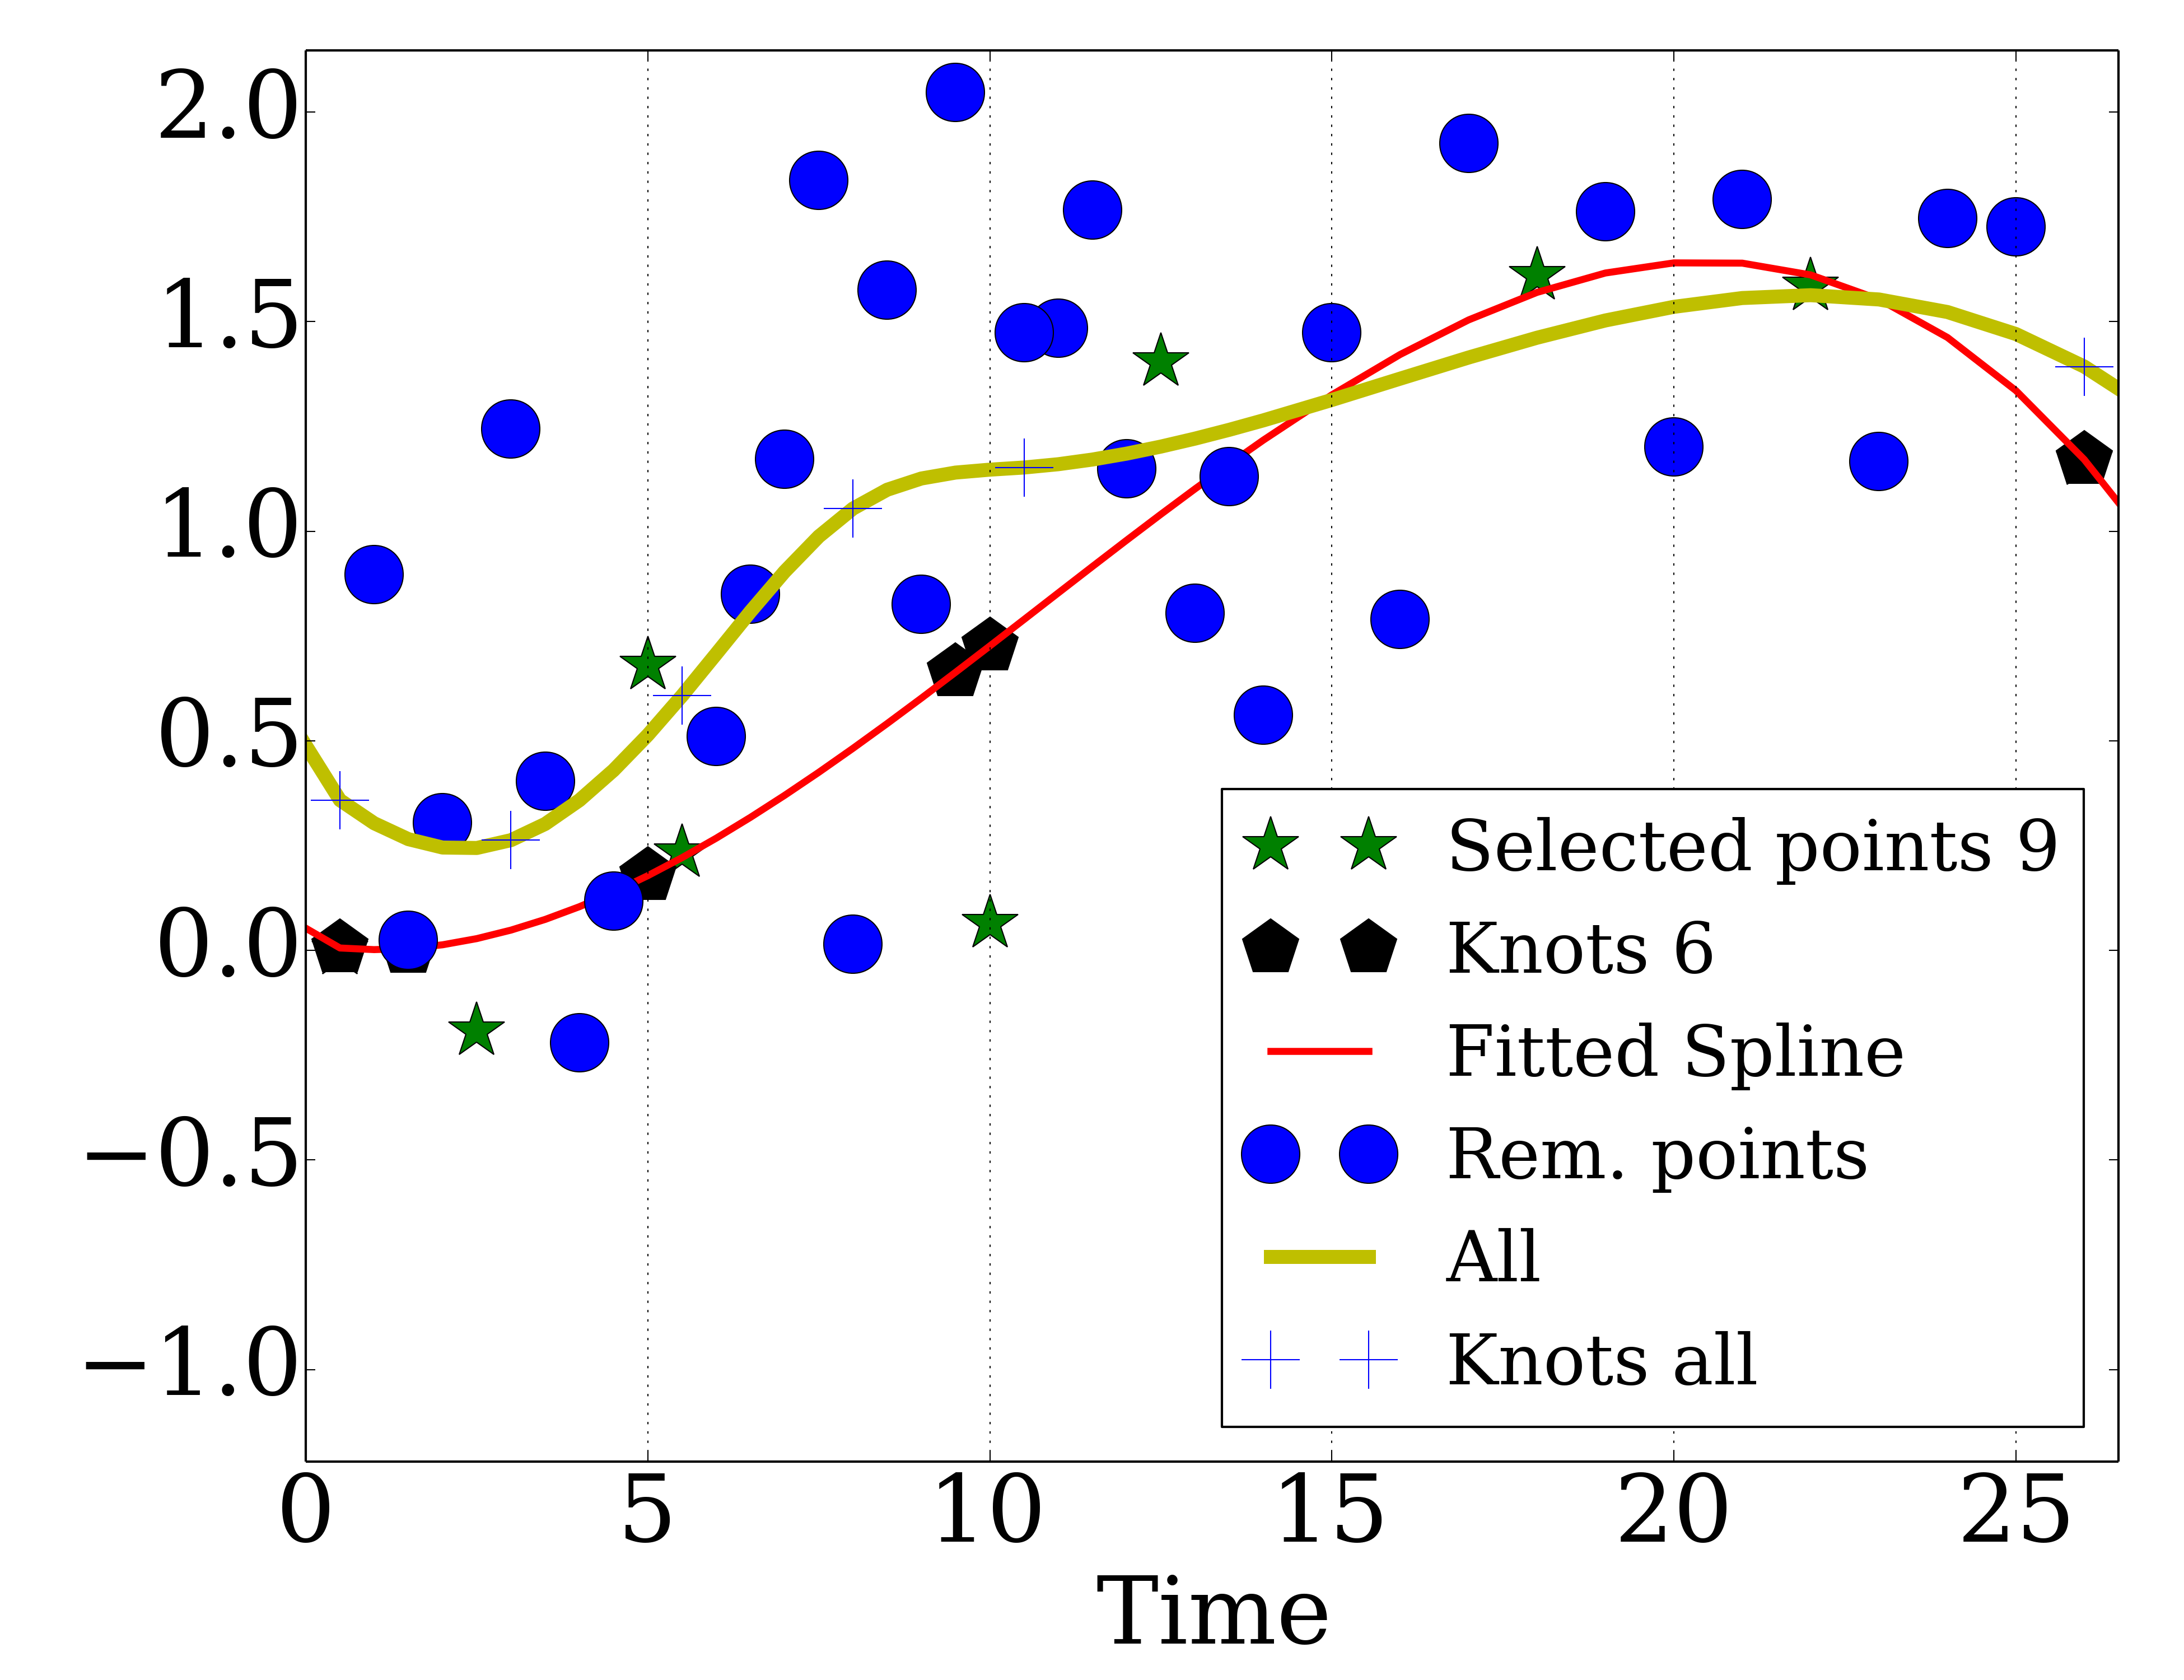 2.0
1.5
1.0
0.5
0.0
−0.5
−1.0
Selected points 9
Knots 6
Fitted Spline
Rem. points
All
Knots all
0 5 10 15 20 25
Time